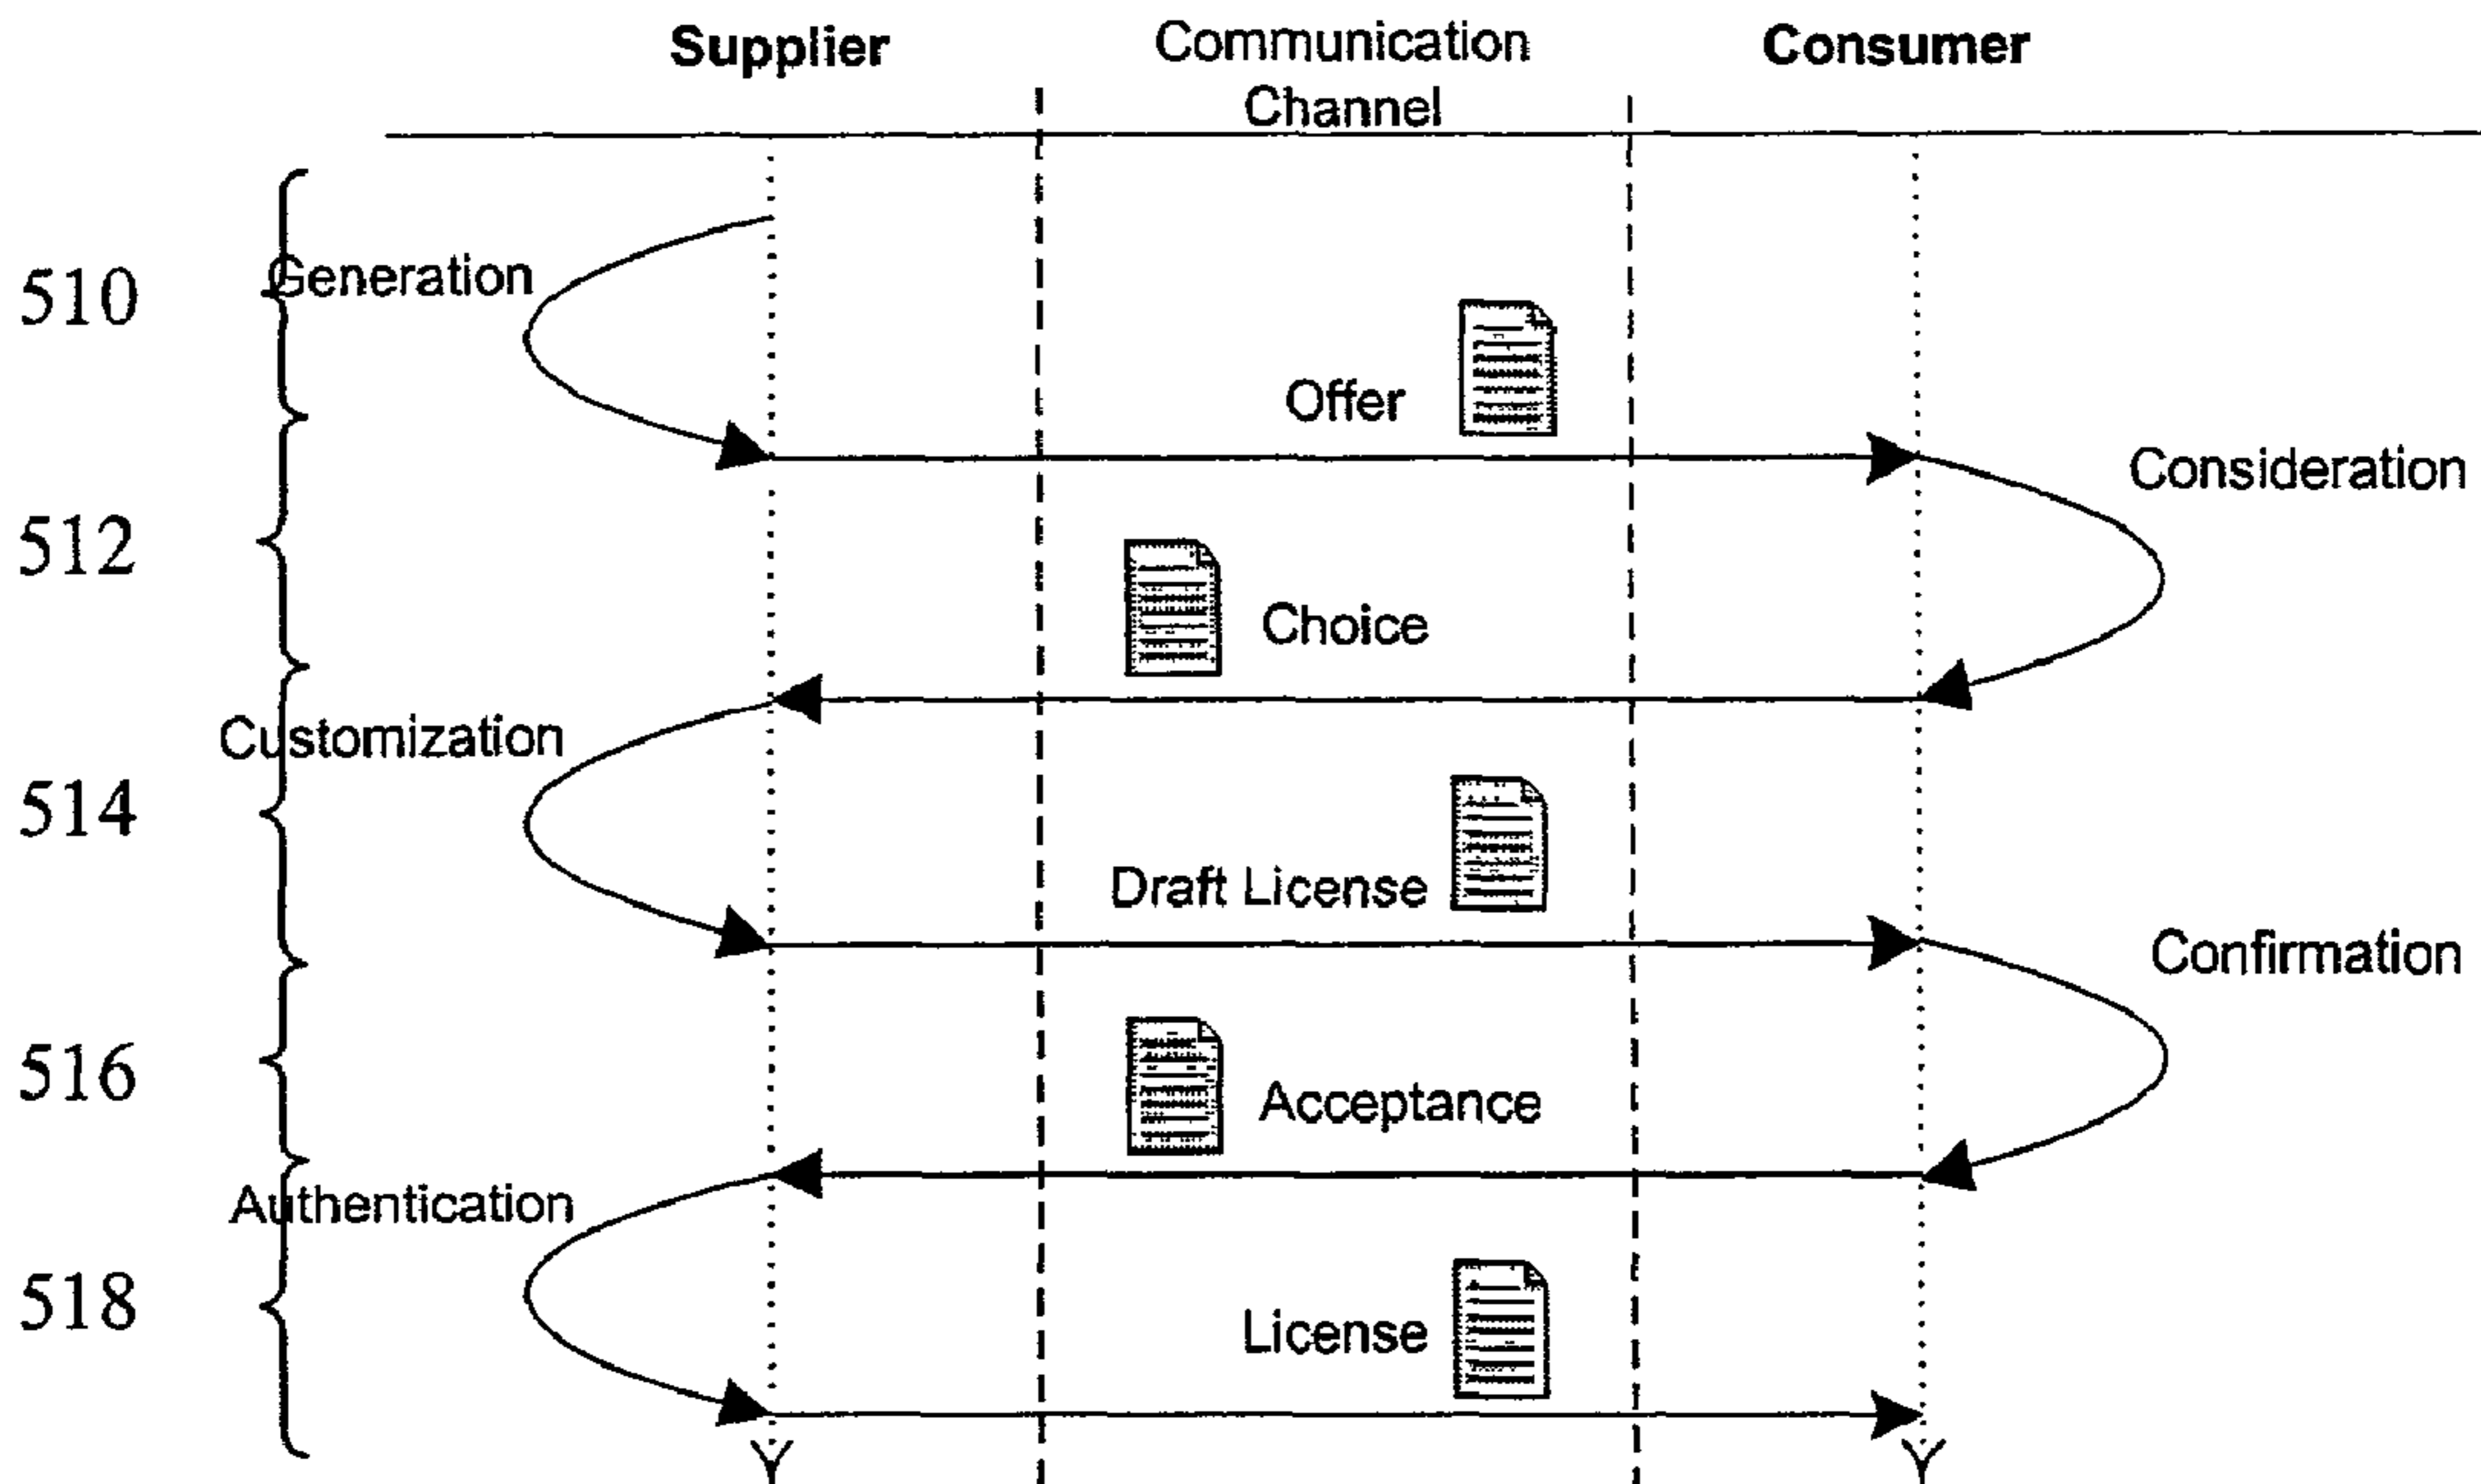 Supplier
Communication
Channel
Consumer
510
Generation
Offer
Consideration
512
Choice
Customization
514
Draft License
Confirmation
516
Acceptance
Authentication
518
License